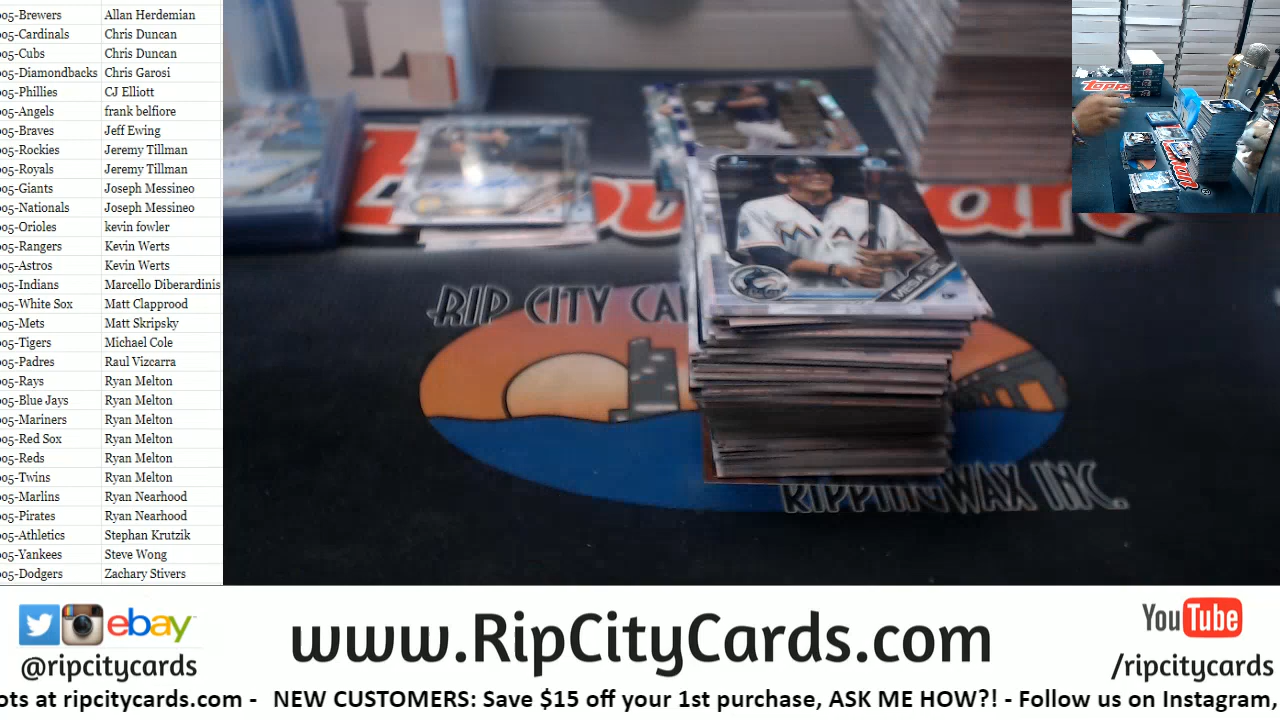 005-Brewers Allan Herdemian
005-Cardinals Chris Duncan
005-Cubs Chris Duncan
005-Diamondbacks Chris Garosi
005-Phillies CJ Elliott
005-Angels frank belfiore
005-Braves Jeff Ewing
005-Rockies Jeremy Tillman
005-Royals Jeremy Tillman
005-Giants Joseph Messineo
005-Nationals Joseph Messineo
005-Orioles kevin fowler
005-Rangers Kevin Werts
005-Astros Kevin Werts
005-Indians Marcello Diberardinis
005-White Sox Matt Clapprood
005-Mets Matt Skripsky
005-Tigers Michael Cole
005-Padres Raul Vizcarra
005-Rays Ryan Melton
005-Blue Jays Ryan Melton
005-Mariners Ryan Melton
005-Red Sox Ryan Melton
005-Reds Ryan Melton
005-Twins Ryan Melton
005-Marlins Ryan Nearhood
005-Pirates Ryan Nearhood
005-Athletics Stephan Krutzik
005-Yankees Steve Wong
005-Dodgers Zachary Stivers
RIP CITY CA
RIPPINGWAX INC.
ebay
@ripcitycards
www.RipCityCards.com
YouTube
/ripcitycards
ots at ripcitycards.com - NEW CUSTOMERS: Save $15 off your 1st purchase, ASK ME HOW?! - Follow us on Instagram,